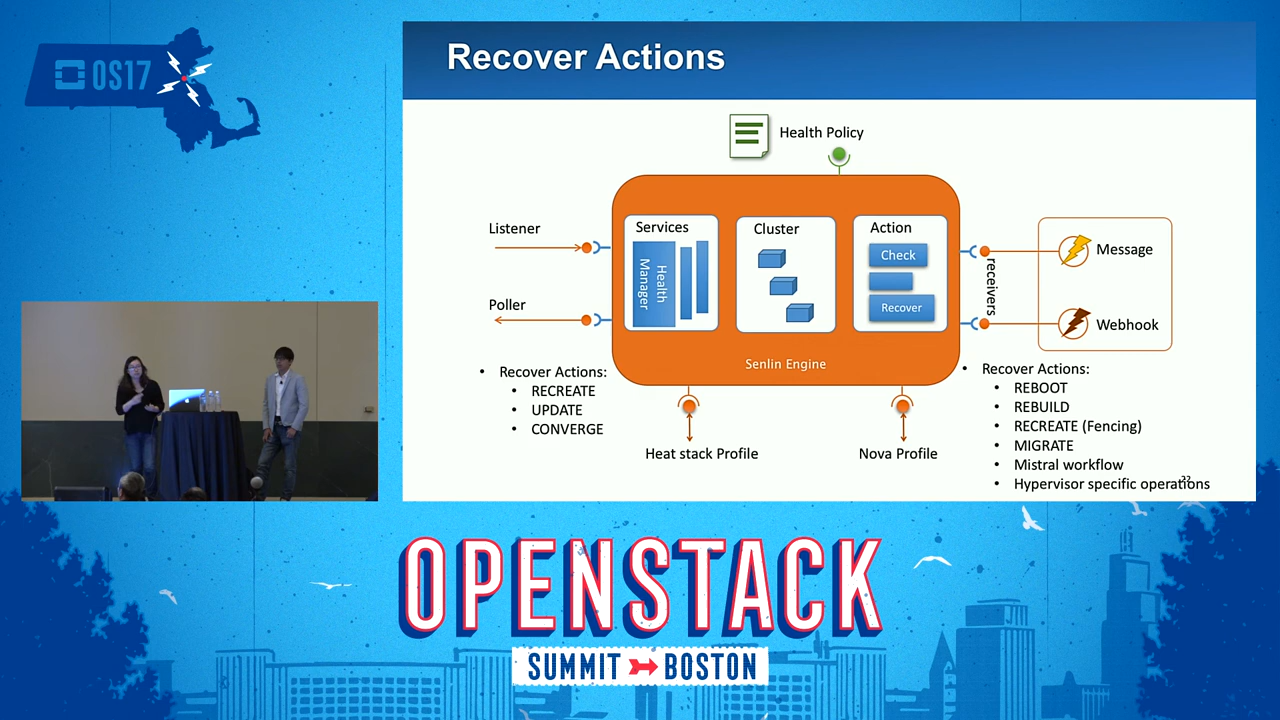 OS17
Recover Actions
Health Policy
Listener
Poller
Services
Health
Manager
Cluster
Action
Check
Recover
Senlin Engine
receivers
Message
Webhook
• Recover Actions:
• RECREATE
• UPDATE
• CONVERGE
Heat stack Profile
Nova Profile
• Recover Actions:
• REBOOT
• REBUILD
• RECREATE (Fencing)
• MIGRATE
• Mistral workflow
• Hypervisor specific operations
OPENSTACK
SUMMIT BOSTON